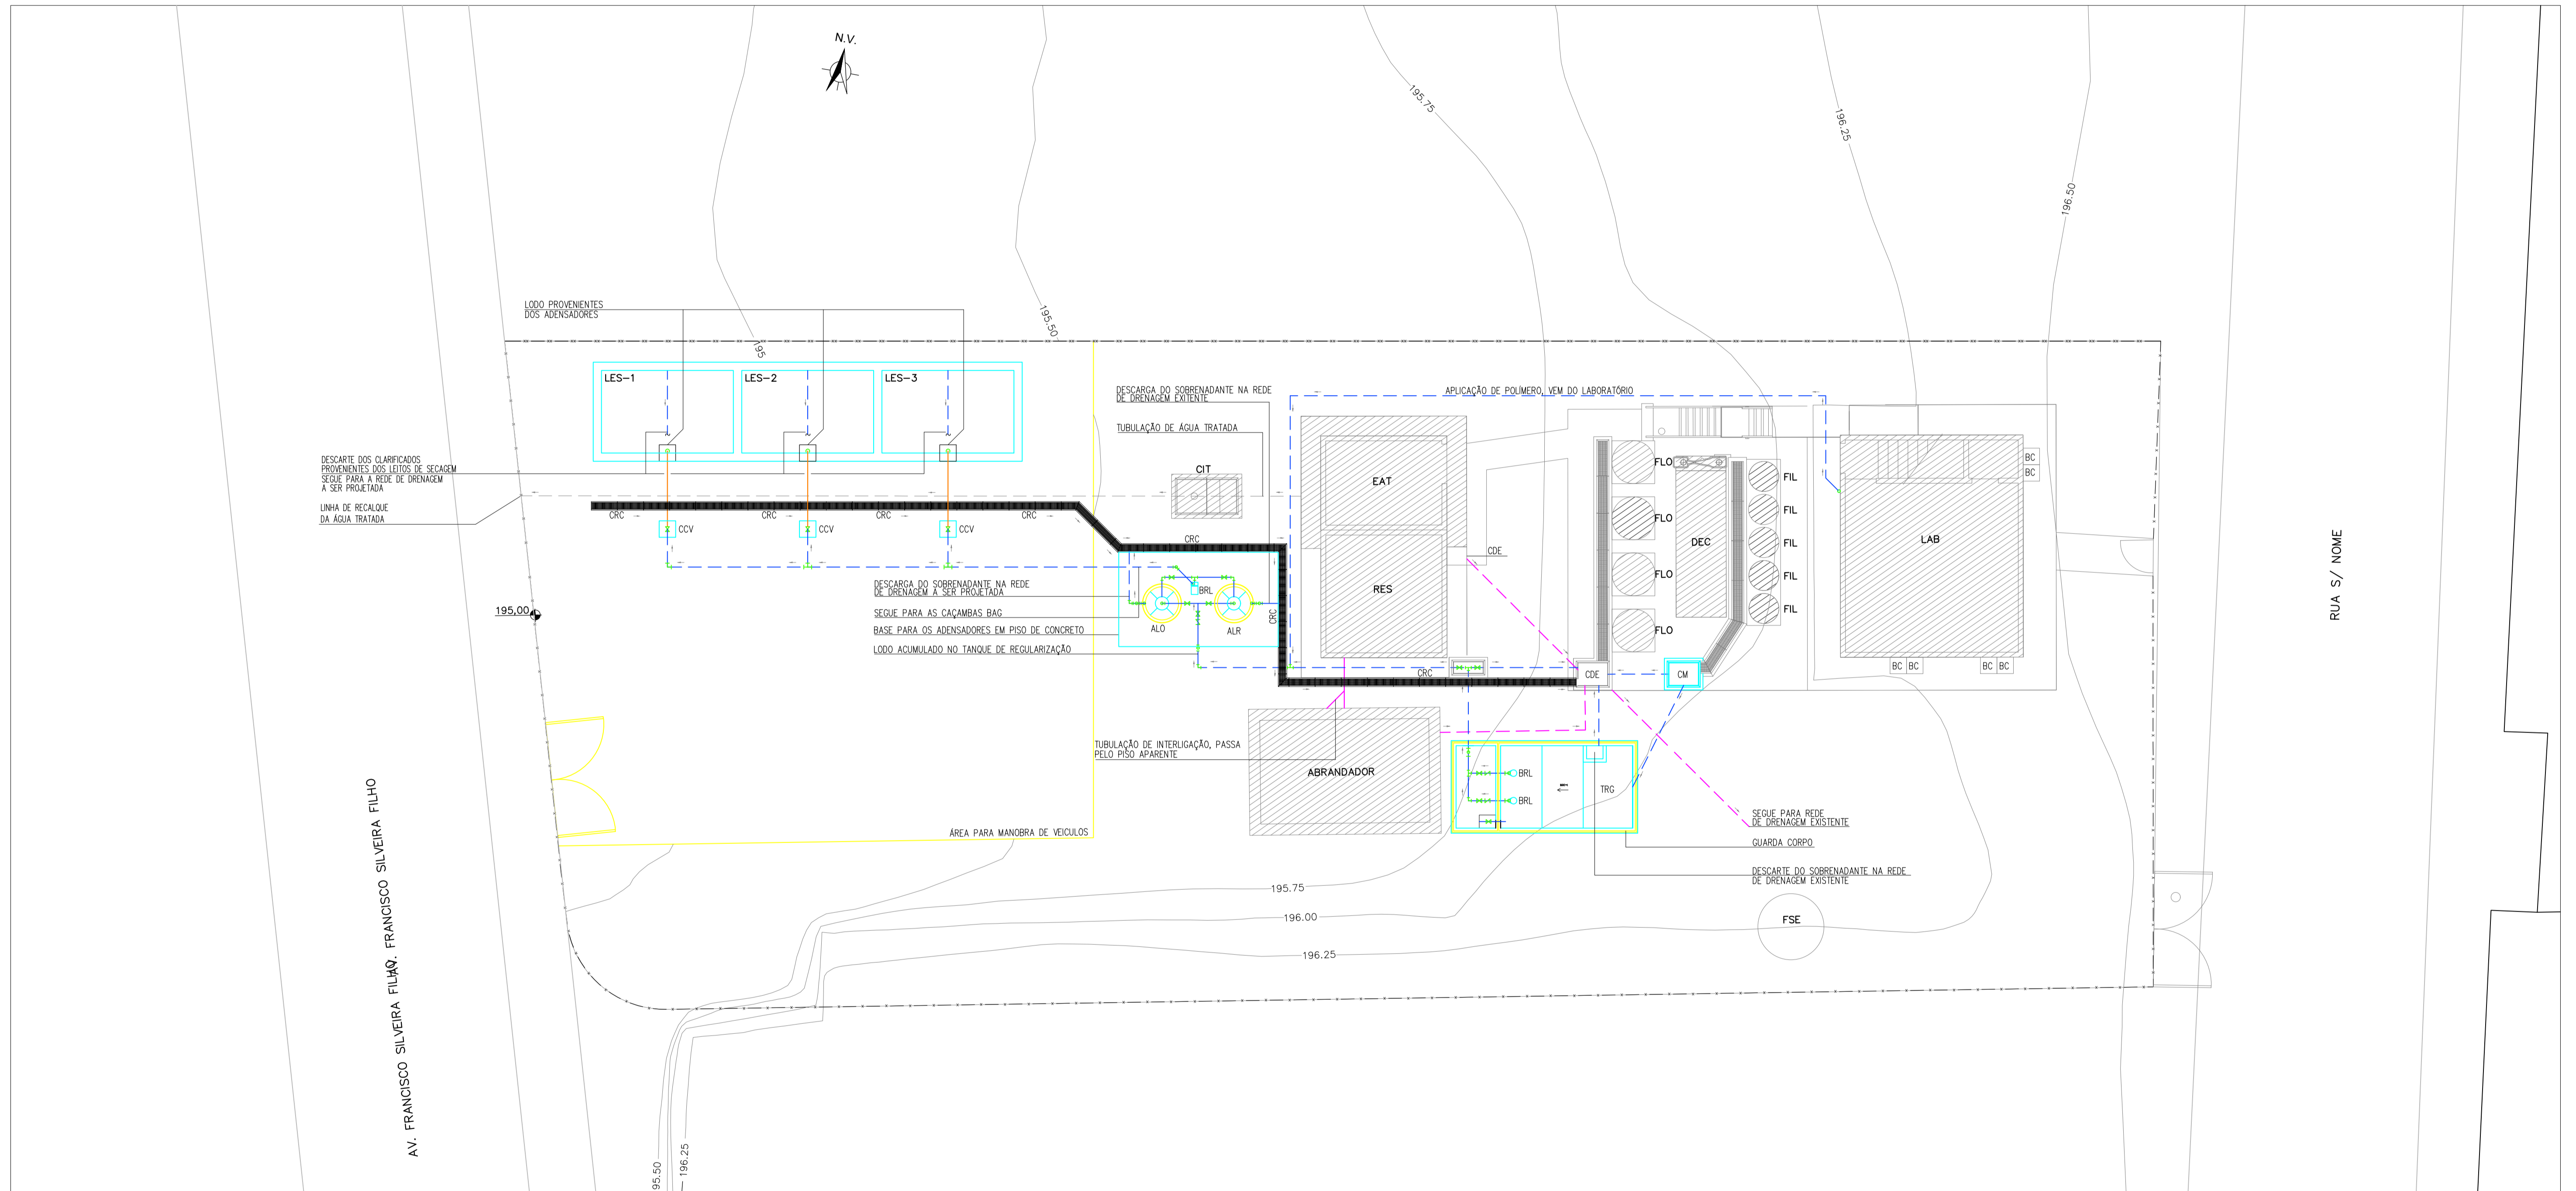 N.V.
195.75
196.25
196.50
195.50
195
LODO PROVENIENTES
DOS ADENSADORES
LES-1
LES-2
LES-3
DESCARGA DO SOBRENADANTE NA REDE
DE DRENAGEM EXITENTE
TUBULAÇÃO DE ÁGUA TRATADA
APLICAÇÃO DE POLÍMERO, VEM DO LABORATÓRIO
DESCARTE DOS CLARIFICADOS
PROVENIENTES DOS LEITOS DE SECAGEM
SEGUE PARA A REDE DE DRENAGEM
A SER PROJETADA
LINHA DE RECALQUE
DA ÁGUA TRATADA
CIT
EAT
FLO
FLO
FLO
FLO
DEC
FIL
FIL
FIL
FIL
FIL
LAB
BC
BC
BC
BC
BC
BC
CRC
CRC
CRC
CRC
CRC
CRC
CRC
CCV
CCV
CCV
CDE
RES
BRL
ALO
ALR
DESCARGA DO SOBRENADANTE NA REDE
DE DRENAGEM A SER PROJETADA
SEGUE PARA AS CAÇAMBAS BAG
BASE PARA OS ADENSADORES EM PISO DE CONCRETO
LODO ACUMULADO NO TANQUE DE REGULARIZAÇÃO
195,00
CDE
CM
TUBULAÇÃO DE INTERLIGAÇÃO, PASSA
PELO PISO APARENTE
ABRANDADOR
BRL
BRL
TRG
ÁREA PARA MANOBRA DE VEICULOS
SEGUE PARA REDE
DE DRENAGEM EXISTENTE
GUARDA CORPO
DESCARTE DO SOBRENADANTE NA REDE
DE DRENAGEM EXISTENTE
FSE
195.75
196.00
196.25
95.50
196.25
AV. FRANCISCO SILVEIRA FILHO
AV. FRANCISCO SILVEIRA FILHO
RUA S/ NOME